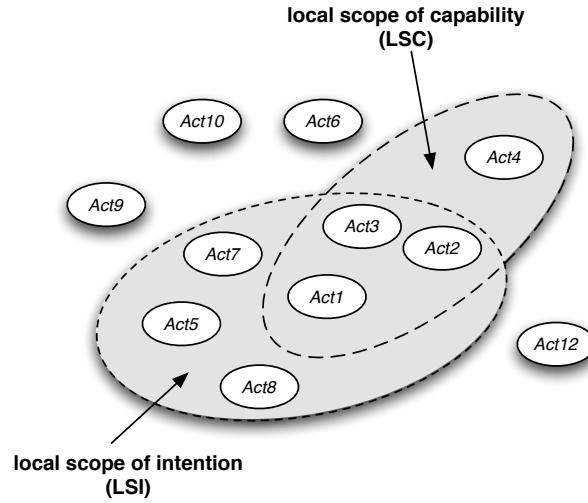 local scope of capability
(LSC)
Act10
Act6
Act4
Act9
Act3
Act7
Act2
Act1
Act5
Act12
Act8
local scope of intention
(LSI)